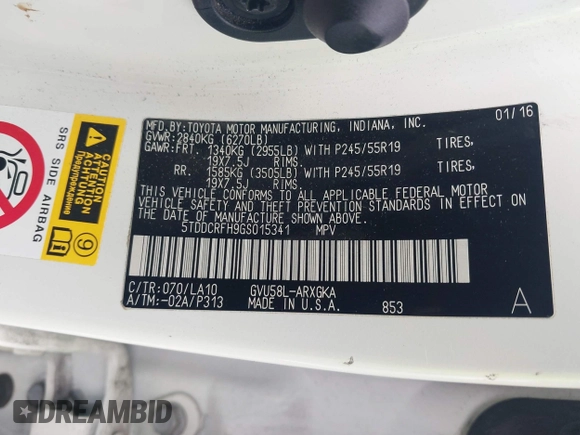 MFD.BY:TOYOTA MOTOR MANUFACTURING, INDIANA, INC. 01/16
GVWR:2840KG (6270LB)
GAWR:FRT. 1340KG (2955LB) WITH P245/55R19 TIRES,
19X7.5J RIMS.
RR. 1585KG (3505LB) WITH P245/55R19 TIRES,
19X7.5J RIMS.
THIS VEHICLE CONFORMS TO ALL APPLICABLE FEDERAL MOTOR
VEHICLE SAFETY AND THEFT PREVENTION STANDARDS IN EFFECT ON
THE DATE OF MANUFACTURE SHOWN ABOVE.
5TDDCRFH9GS015341 MPV
C/TR:070/LA10 GVU58L-ARXGKA
A/TM:-02A/P313 MADE IN U.S.A. 853 A
SRS SIDE AIRBAG
Предупреждение
9
DREAMBID